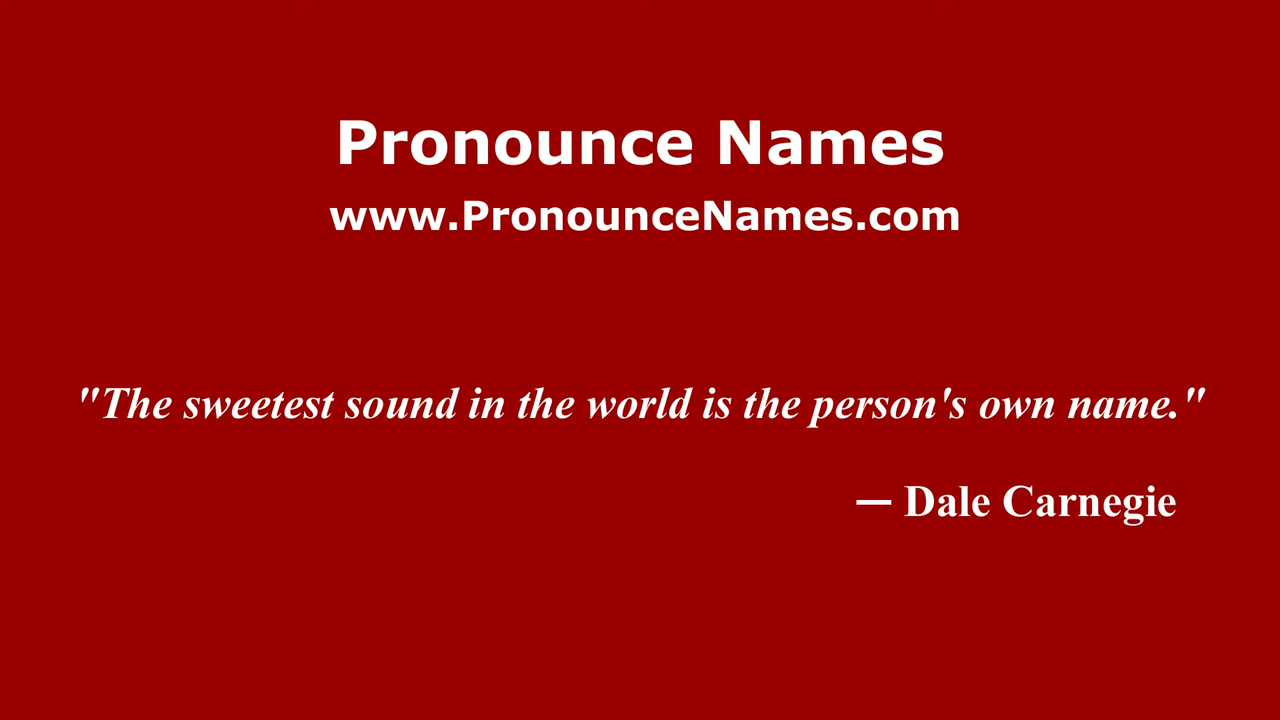 Pronounce Names
www.PronounceNames.com
"The sweetest sound in the world is the person's own name."
— Dale Carnegie